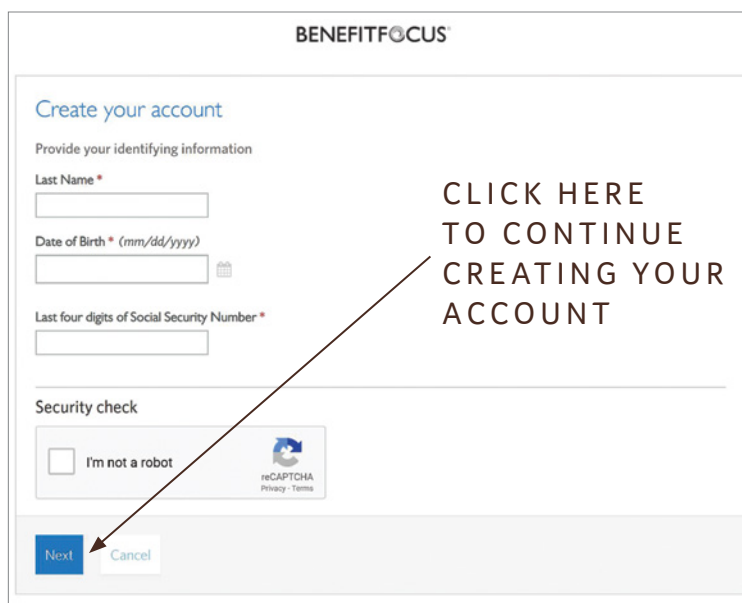 BENEFITFOCUS®
Create your account
Provide your identifying information
Last Name *
Date of Birth * (mm/dd/yyyy)
Last four digits of Social Security Number *
CLICK HERE
TO CONTINUE
CREATING YOUR
ACCOUNT
Security check
I'm not a robot
reCAPTCHA
Privacy - Terms
Next
Cancel